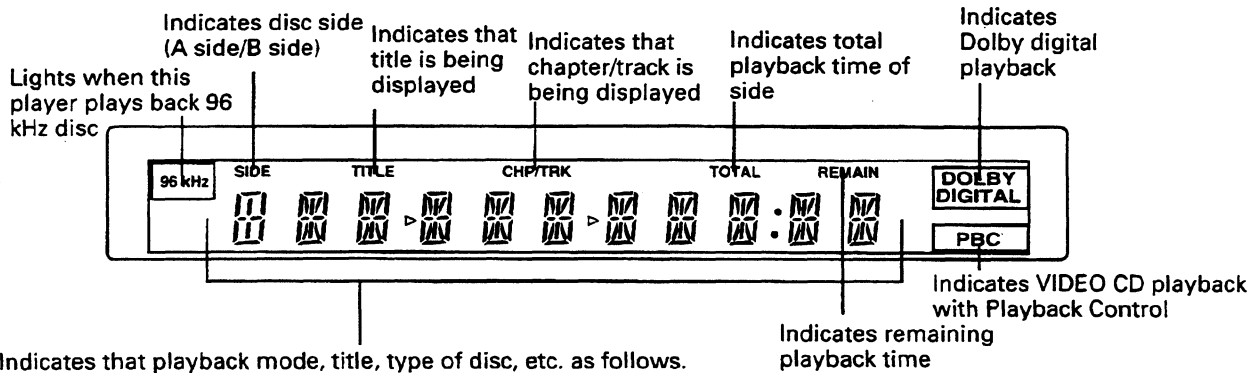 Indicates disc side
(A side/B side)
Indicates that
title is being
displayed
Indicates that
chapter/track is
being displayed
Indicates total
playback time of
side
Indicates
Dolby digital
playback
Lights when this
player plays back 96
kHz disc
96 kHz
SIDE
TITLE
CHP/TRK
TOTAL
REMAIN
DOLBY
DIGITAL
PBC
Indicates VIDEO CD playback
with Playback Control
Indicates remaining
playback time
Indicates that playback mode, title, type of disc, etc. as follows.